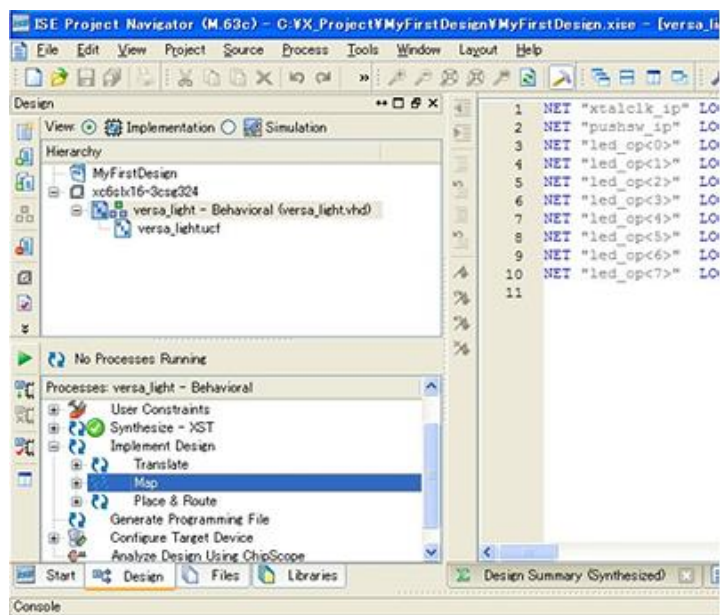 ISE Project Navigator (M.63c) - C:¥X_Project¥MyFirstDesign¥MyFirstDesign.xise - [versa_li
File Edit View Project Source Process Tools Window Layout Help
Design
View: Implementation Simulation
Hierarchy
MyFirstDesign
xc6slx16-3csg324
versa_light - Behavioral (versa_light.vhd)
versa_light.ucf
No Processes Running
Processes: versa_light - Behavioral
User Constraints
Synthesize - XST
Implement Design
Translate
Map
Place & Route
Generate Programming File
Configure Target Device
Analyze Design Using ChipScope
Start Design Files Libraries
1 NET "xtalclk_ip" LO
2 NET "pushsw_ip" LO
3 NET "led_op<0>" LO
4 NET "led_op<1>" LO
5 NET "led_op<2>" LO
6 NET "led_op<3>" LO
7 NET "led_op<4>" LO
8 NET "led_op<5>" LO
9 NET "led_op<6>" LO
10 NET "led_op<7>" LO
11
Design Summary (Synthesized)
Console